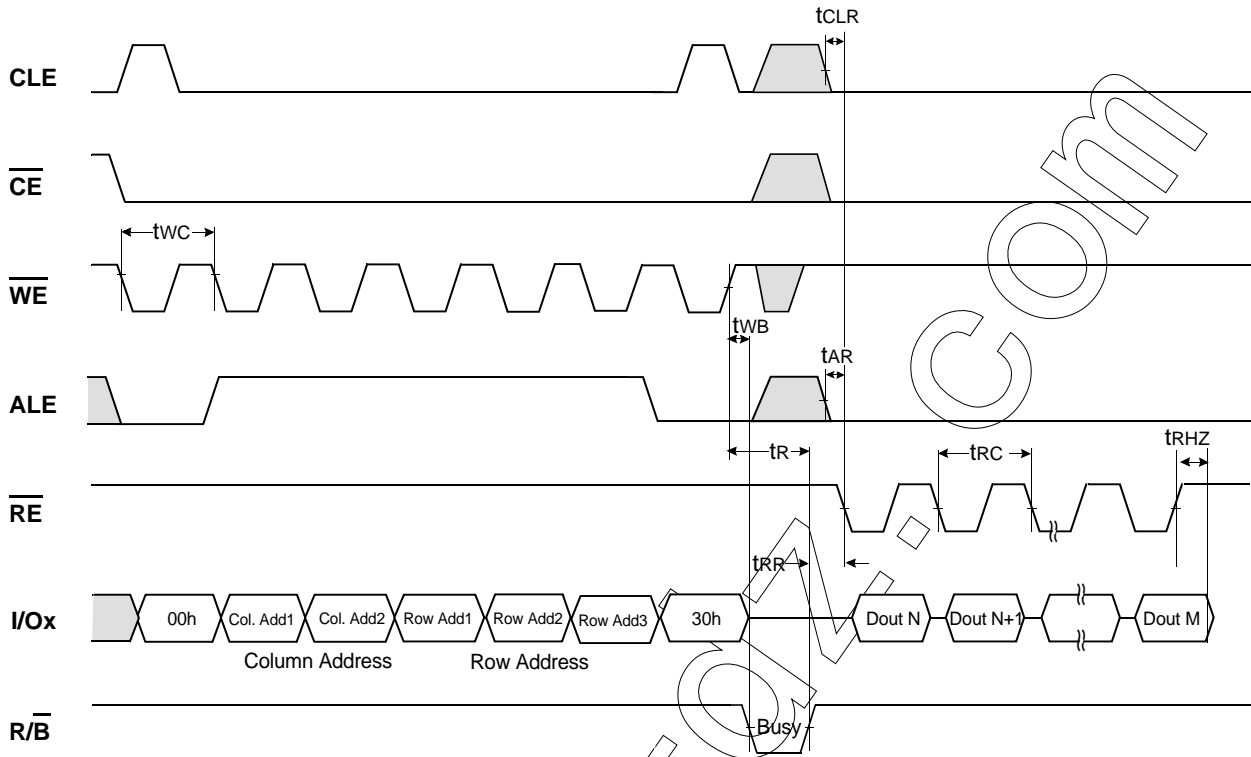 tCLR
CLE
CE
tWC
WE
tWB
tAR
ALE
tR
tRC
tRHZ
RE
tRR
I/Ox
00h Col. Add1 Col. Add2 Row Add1 Row Add2 Row Add3 30h Dout N Dout N+1 Dout M
Column Address Row Address
R/B
Busy
.com